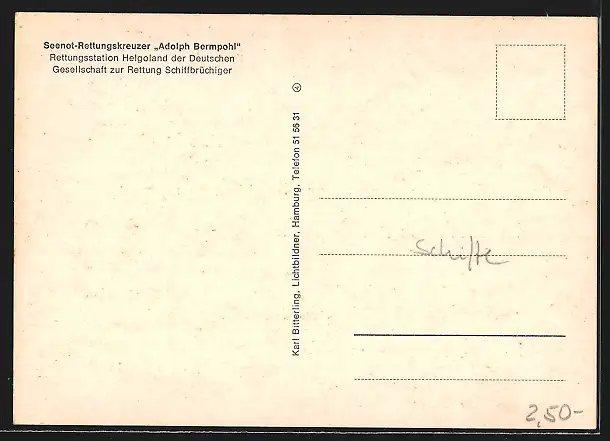 Seenot-Rettungskreuzer „Adolph Bermpohl"
Rettungsstation Helgoland der Deutschen
Gesellschaft zur Rettung Schiffbrüchiger
Karl Bitterling, Lichtbildner, Hamburg, Telefon 51 55 31
Schiffe
2,50-